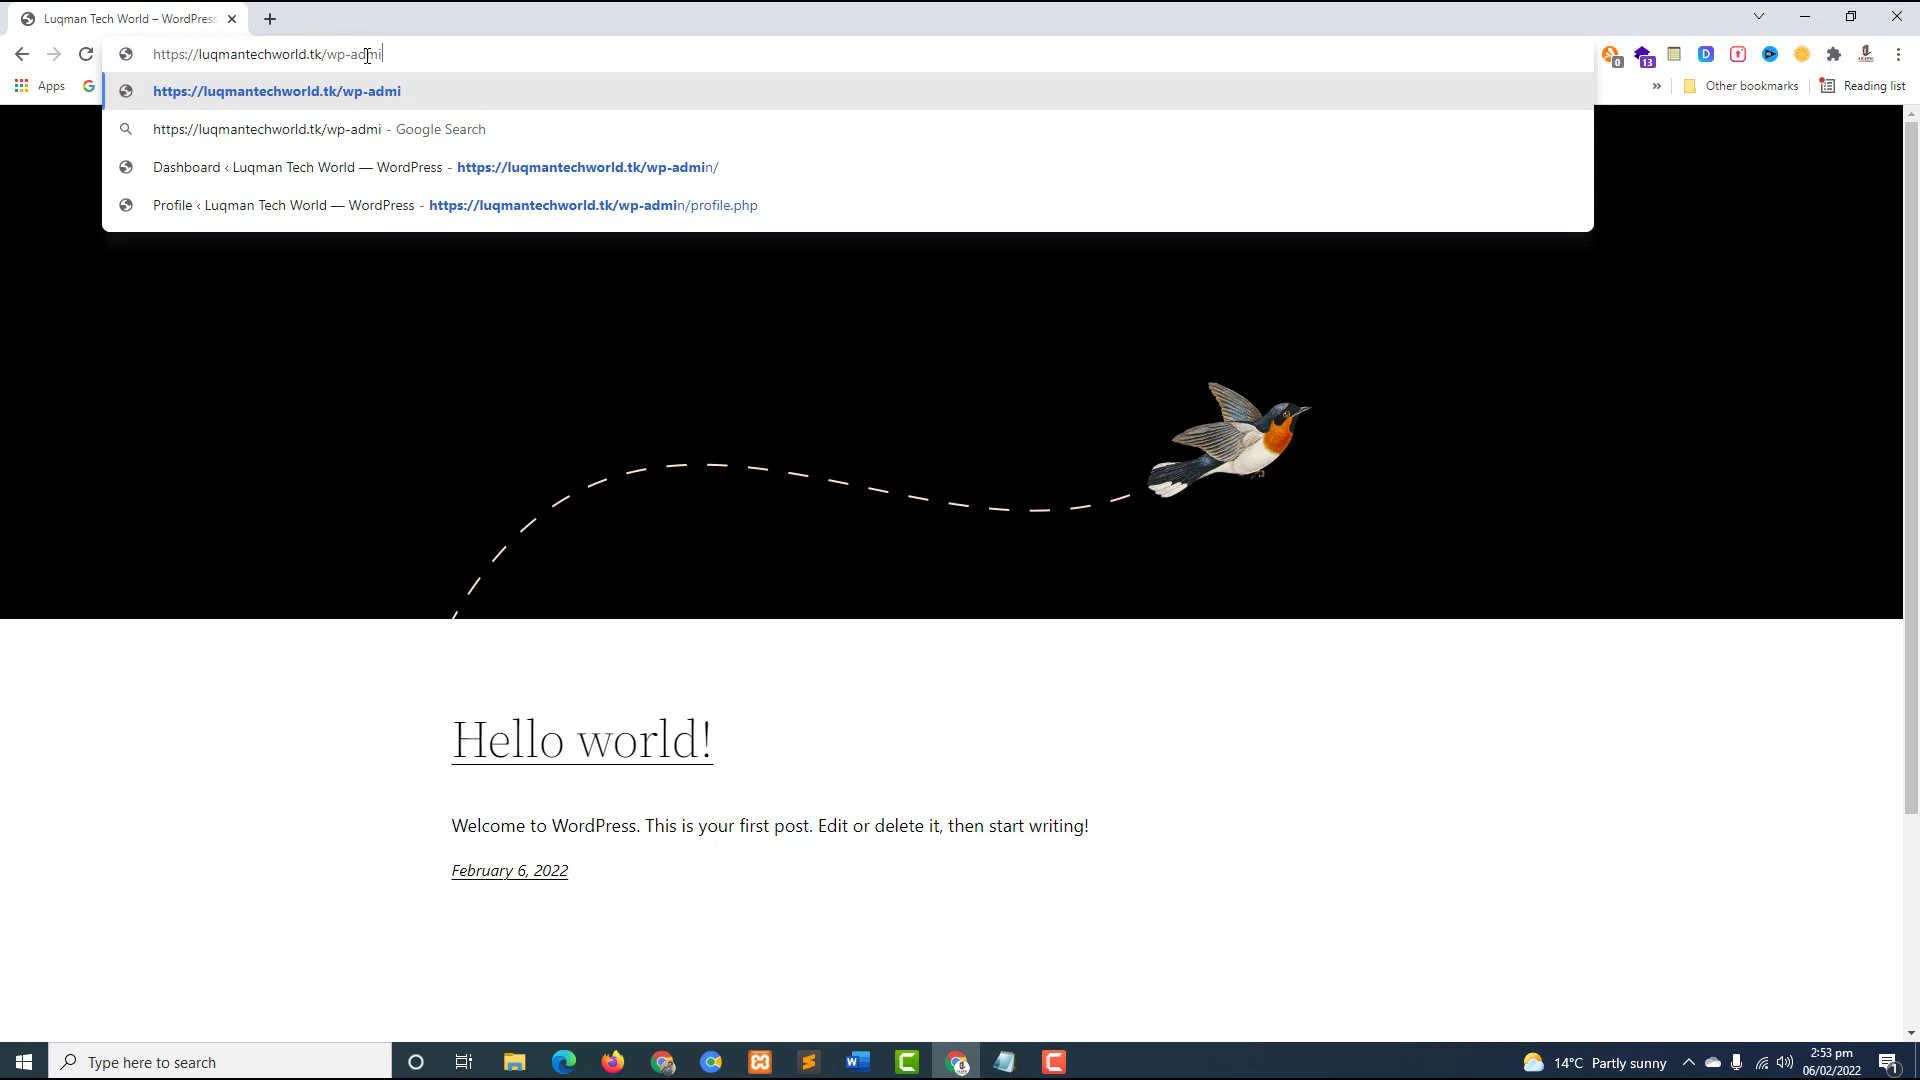 Luqman Tech World – WordPress
https://luqmantechworld.tk/wp-admi
0
13
D
Apps
G
»
Other bookmarks
Reading list
https://luqmantechworld.tk/wp-admi
https://luqmantechworld.tk/wp-admi - Google Search
Dashboard ‹ Luqman Tech World — WordPress - https://luqmantechworld.tk/wp-admin/
Profile ‹ Luqman Tech World — WordPress - https://luqmantechworld.tk/wp-admin/profile.php
Hello world!
Welcome to WordPress. This is your first post. Edit or delete it, then start writing!
February 6, 2022
Type here to search
14°C Partly sunny
2:53 pm
06/02/2022
1